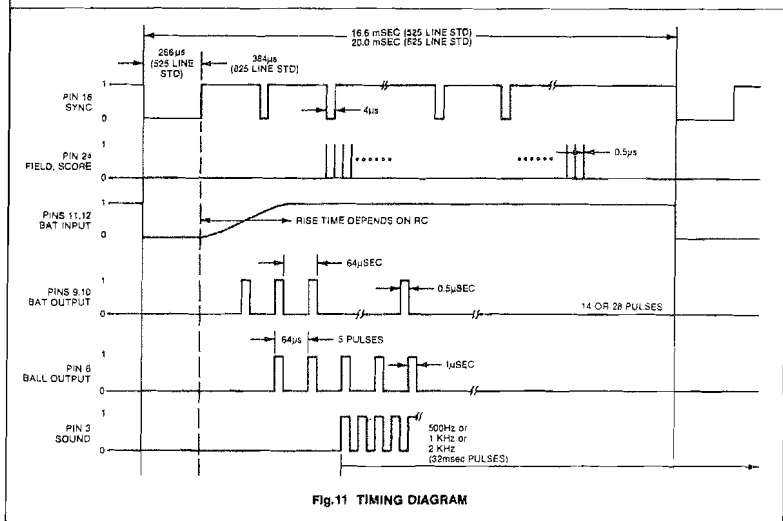 16.6 mSEC (525 LINE STD)
20.0 mSEC (625 LINE STD)
266µs
(525 LINE STD)
384µs
(625 LINE STD)
PIN 16
SYNC
1
0
4µs
PIN 24
FIELD, SCORE
1
0
0.5µs
PINS 11,12
BAT INPUT
1
0
RISE TIME DEPENDS ON RC
64µSEC
PINS 9,10
BAT OUTPUT
1
0
0.5µSEC
14 OR 28 PULSES
64µs
5 PULSES
PIN 6
BALL OUTPUT
1
0
1µSEC
PIN 3
SOUND
1
0
500Hz or
1 KHz or
2 KHz
(32msec PULSES)
Fig.11 TIMING DIAGRAM